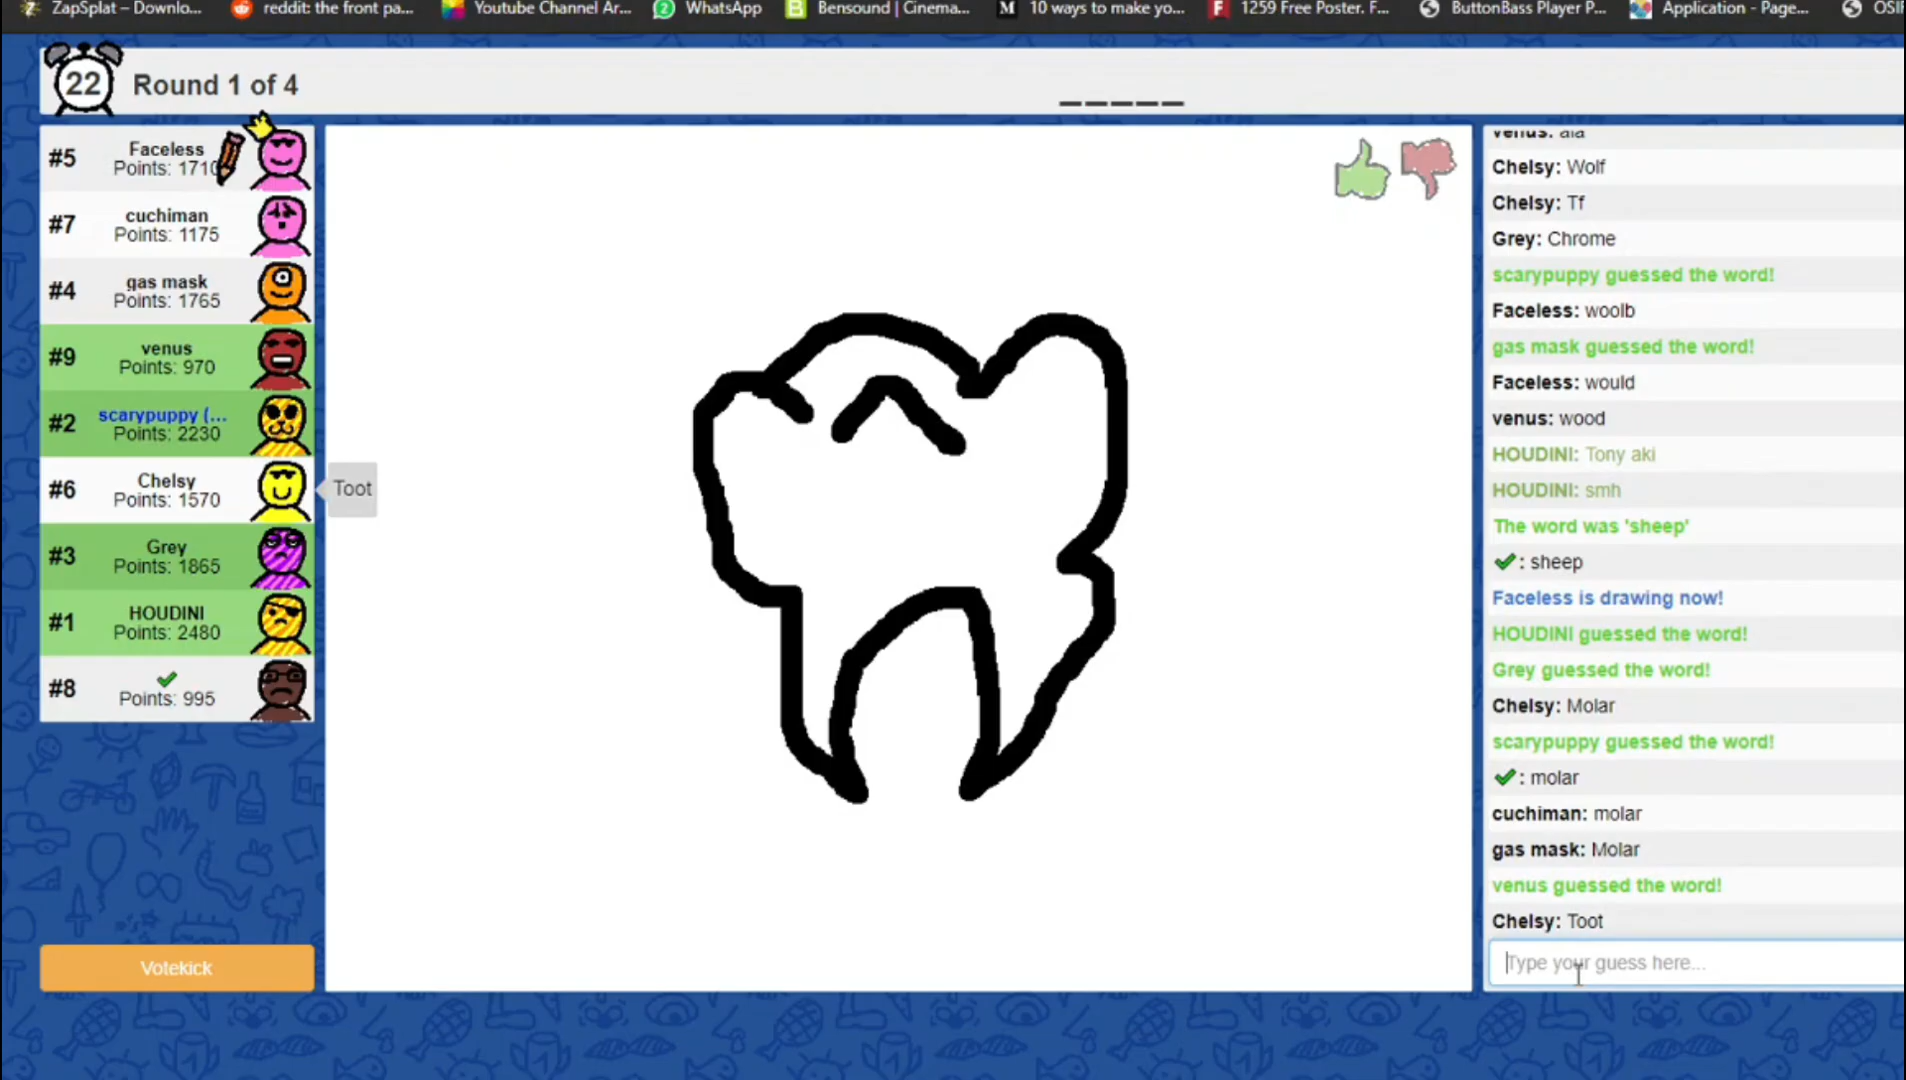 ZapSplat – Downlo...
reddit: the front pa...
Youtube Channel Ar...
2
WhatsApp
B
Bensound | Cinema...
M
10 ways to make yo...
F
1259 Free Poster. F...
ButtonBass Player P...
Application - Page...
22
Round 1 of 4
_ _ _ _ _
#5
Faceless
Points: 1710
#7
cuchiman
Points: 1175
#4
gas mask
Points: 1765
#9
venus
Points: 970
#2
scarypuppy (...
Points: 2230
#6
Chelsy
Points: 1570
Toot
#3
Grey
Points: 1865
#1
HOUDINI
Points: 2480
#8
✔
Points: 995
Votekick
Chelsy: Wolf
Chelsy: Tf
Grey: Chrome
scarypuppy guessed the word!
Faceless: woolb
gas mask guessed the word!
Faceless: would
venus: wood
HOUDINI: Tony aki
HOUDINI: smh
The word was 'sheep'
✔: sheep
Faceless is drawing now!
HOUDINI guessed the word!
Grey guessed the word!
Chelsy: Molar
scarypuppy guessed the word!
✔: molar
cuchiman: molar
gas mask: Molar
venus guessed the word!
Chelsy: Toot
Type your guess here...